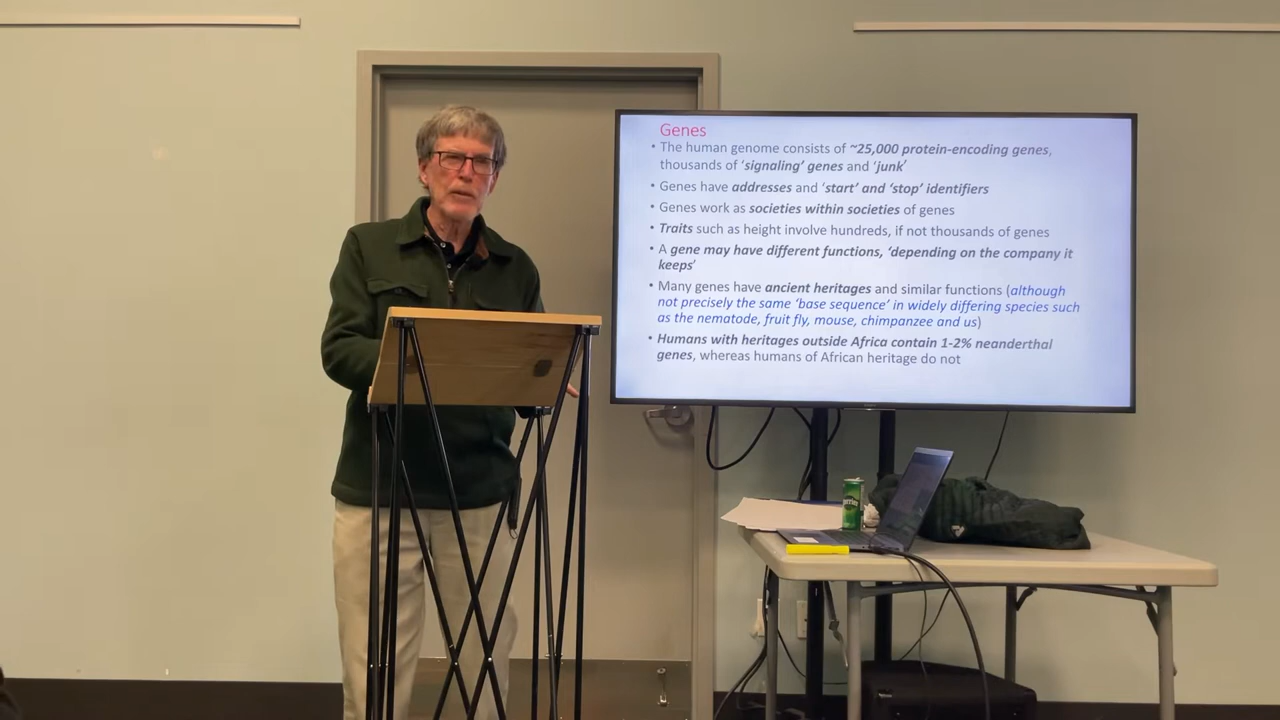 Genes
• The human genome consists of ~25,000 protein-encoding genes,
thousands of ‘signaling’ genes and ‘junk’
• Genes have addresses and ‘start’ and ‘stop’ identifiers
• Genes work as societies within societies of genes
• Traits such as height involve hundreds, if not thousands of genes
• A gene may have different functions, ‘depending on the company it
keeps’
• Many genes have ancient heritages and similar functions (although
not precisely the same ‘base sequence’ in widely differing species such
as the nematode, fruit fly, mouse, chimpanzee and us)
• Humans with heritages outside Africa contain 1-2% neanderthal
genes, whereas humans of African heritage do not